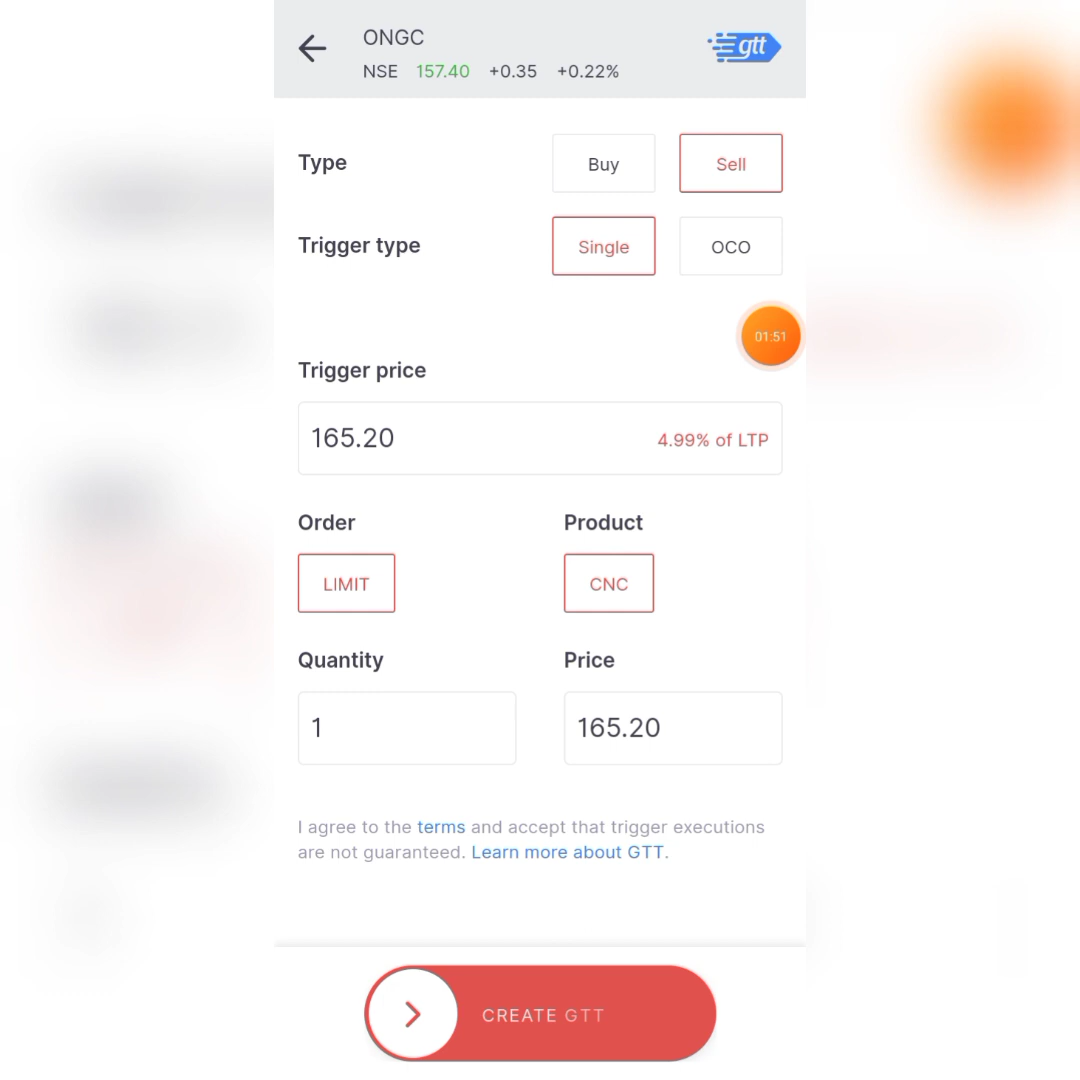 ONGC
gtt
NSE 157.40 +0.35 +0.22%
Type Buy Sell
Trigger type Single OCO
01:51
Trigger price
165.20 4.99% of LTP
Order Product
LIMIT CNC
Quantity Price
1 165.20
I agree to the terms and accept that trigger executions
are not guaranteed. Learn more about GTT.
CREATE GTT